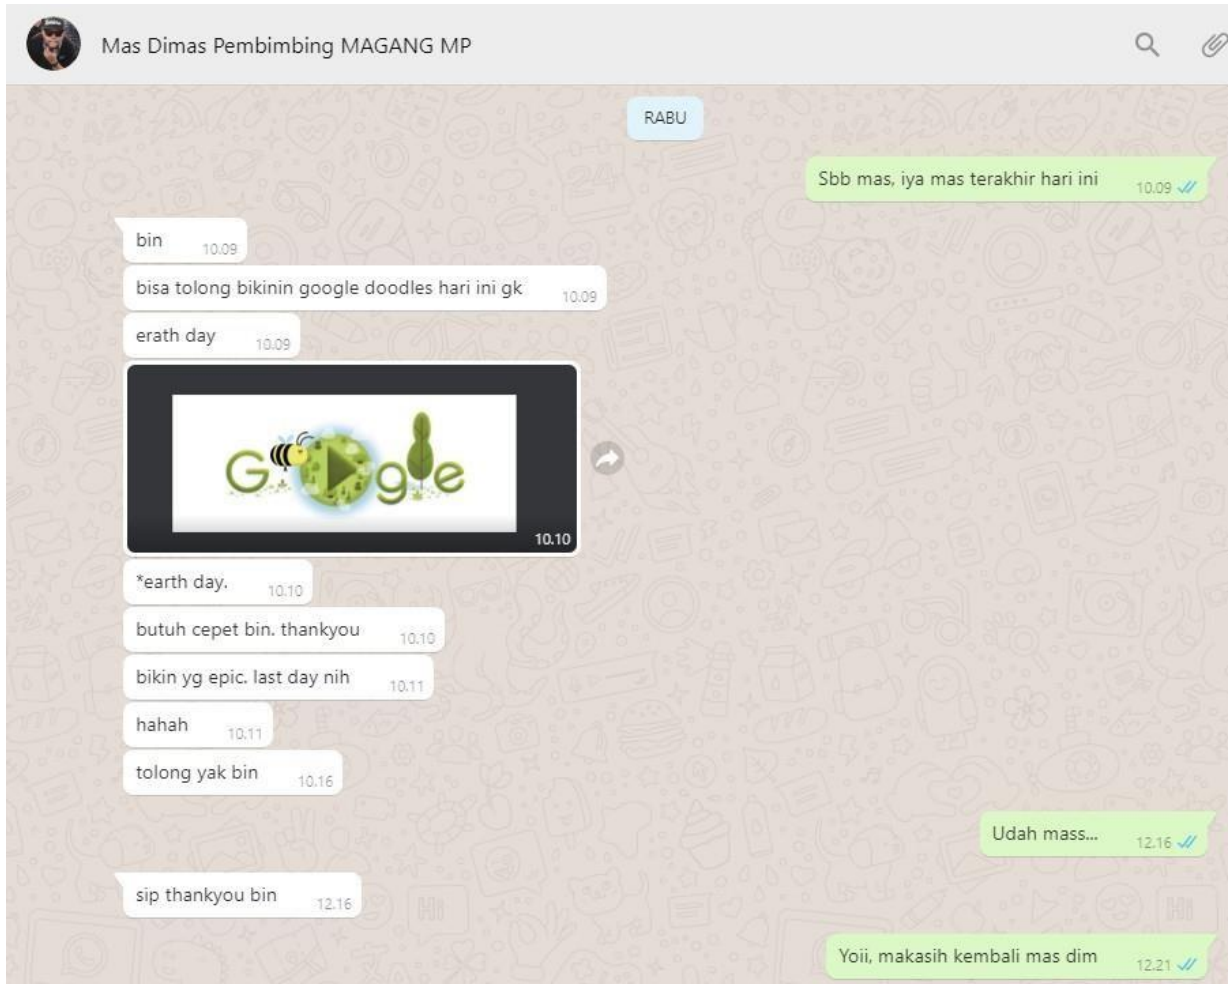 Mas Dimas Pembimbing MAGANG MP
RABU
Sbb mas, iya mas terakhir hari ini 10.09
bin 10.09
bisa tolong bikinin google doodles hari ini gk 10.09
erath day 10.09
Google
10.10
*earth day. 10.10
butuh cepet bin. thankyou 10.10
bikin yg epic. last day nih 10.11
hahah 10.11
tolong yak bin 10.16
Udah mass... 12.16
sip thankyou bin 12.16
Yoii, makasih kembali mas dim 12.21